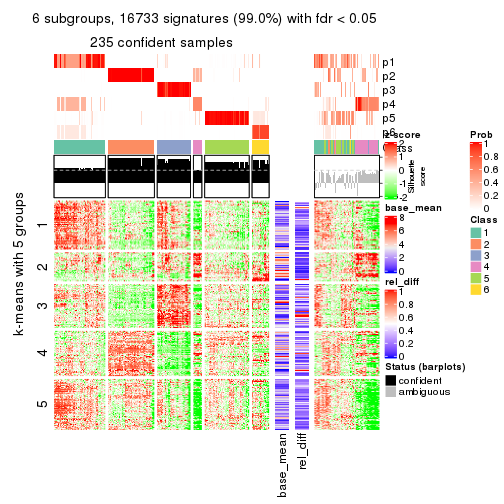 6 subgroups, 16733 signatures (99.0%) with fdr < 0.05
235 confident samples
p1
p2
p3
p4
p5
p6
Class
z score
2
1
0
-1
-2
Silhouette
score
Prob
1
0.8
0.6
0.4
0.2
0
base_mean
8
6
4
2
0
Class
1
2
3
4
5
6
rel_diff
1
0.8
0.6
0.4
0.2
0
Status (barplots)
confident
ambiguous
k-means with 5 groups
1
2
3
4
5
base_mean
rel_diff